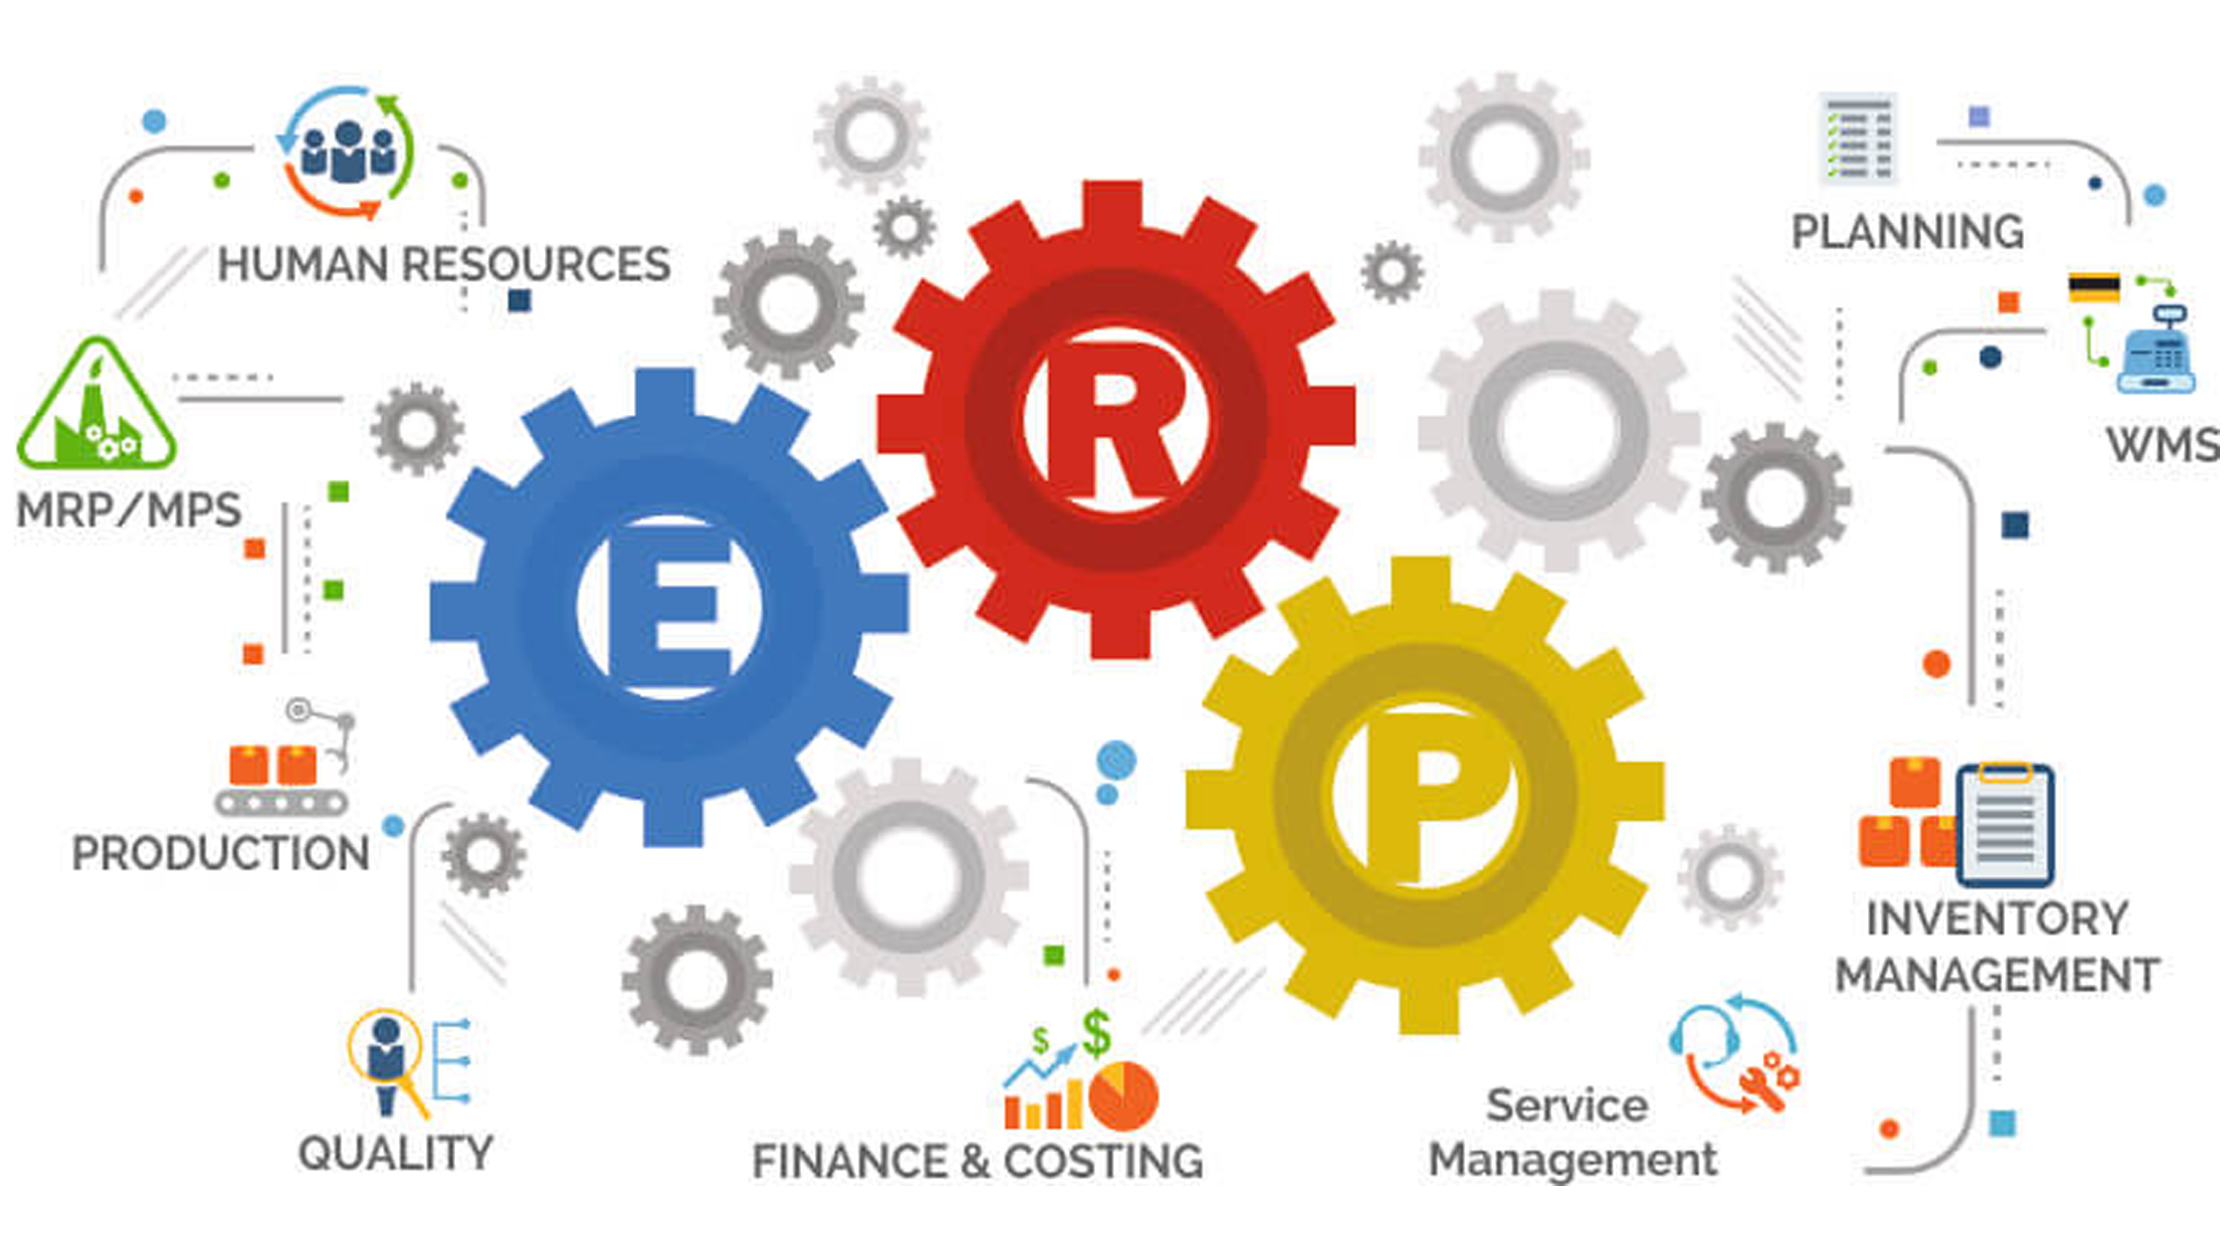 HUMAN RESOURCES
PLANNING
WMS
MRP/MPS
E
R
P
PRODUCTION
INVENTORY
MANAGEMENT
QUALITY
FINANCE & COSTING
Service
Management
$
$